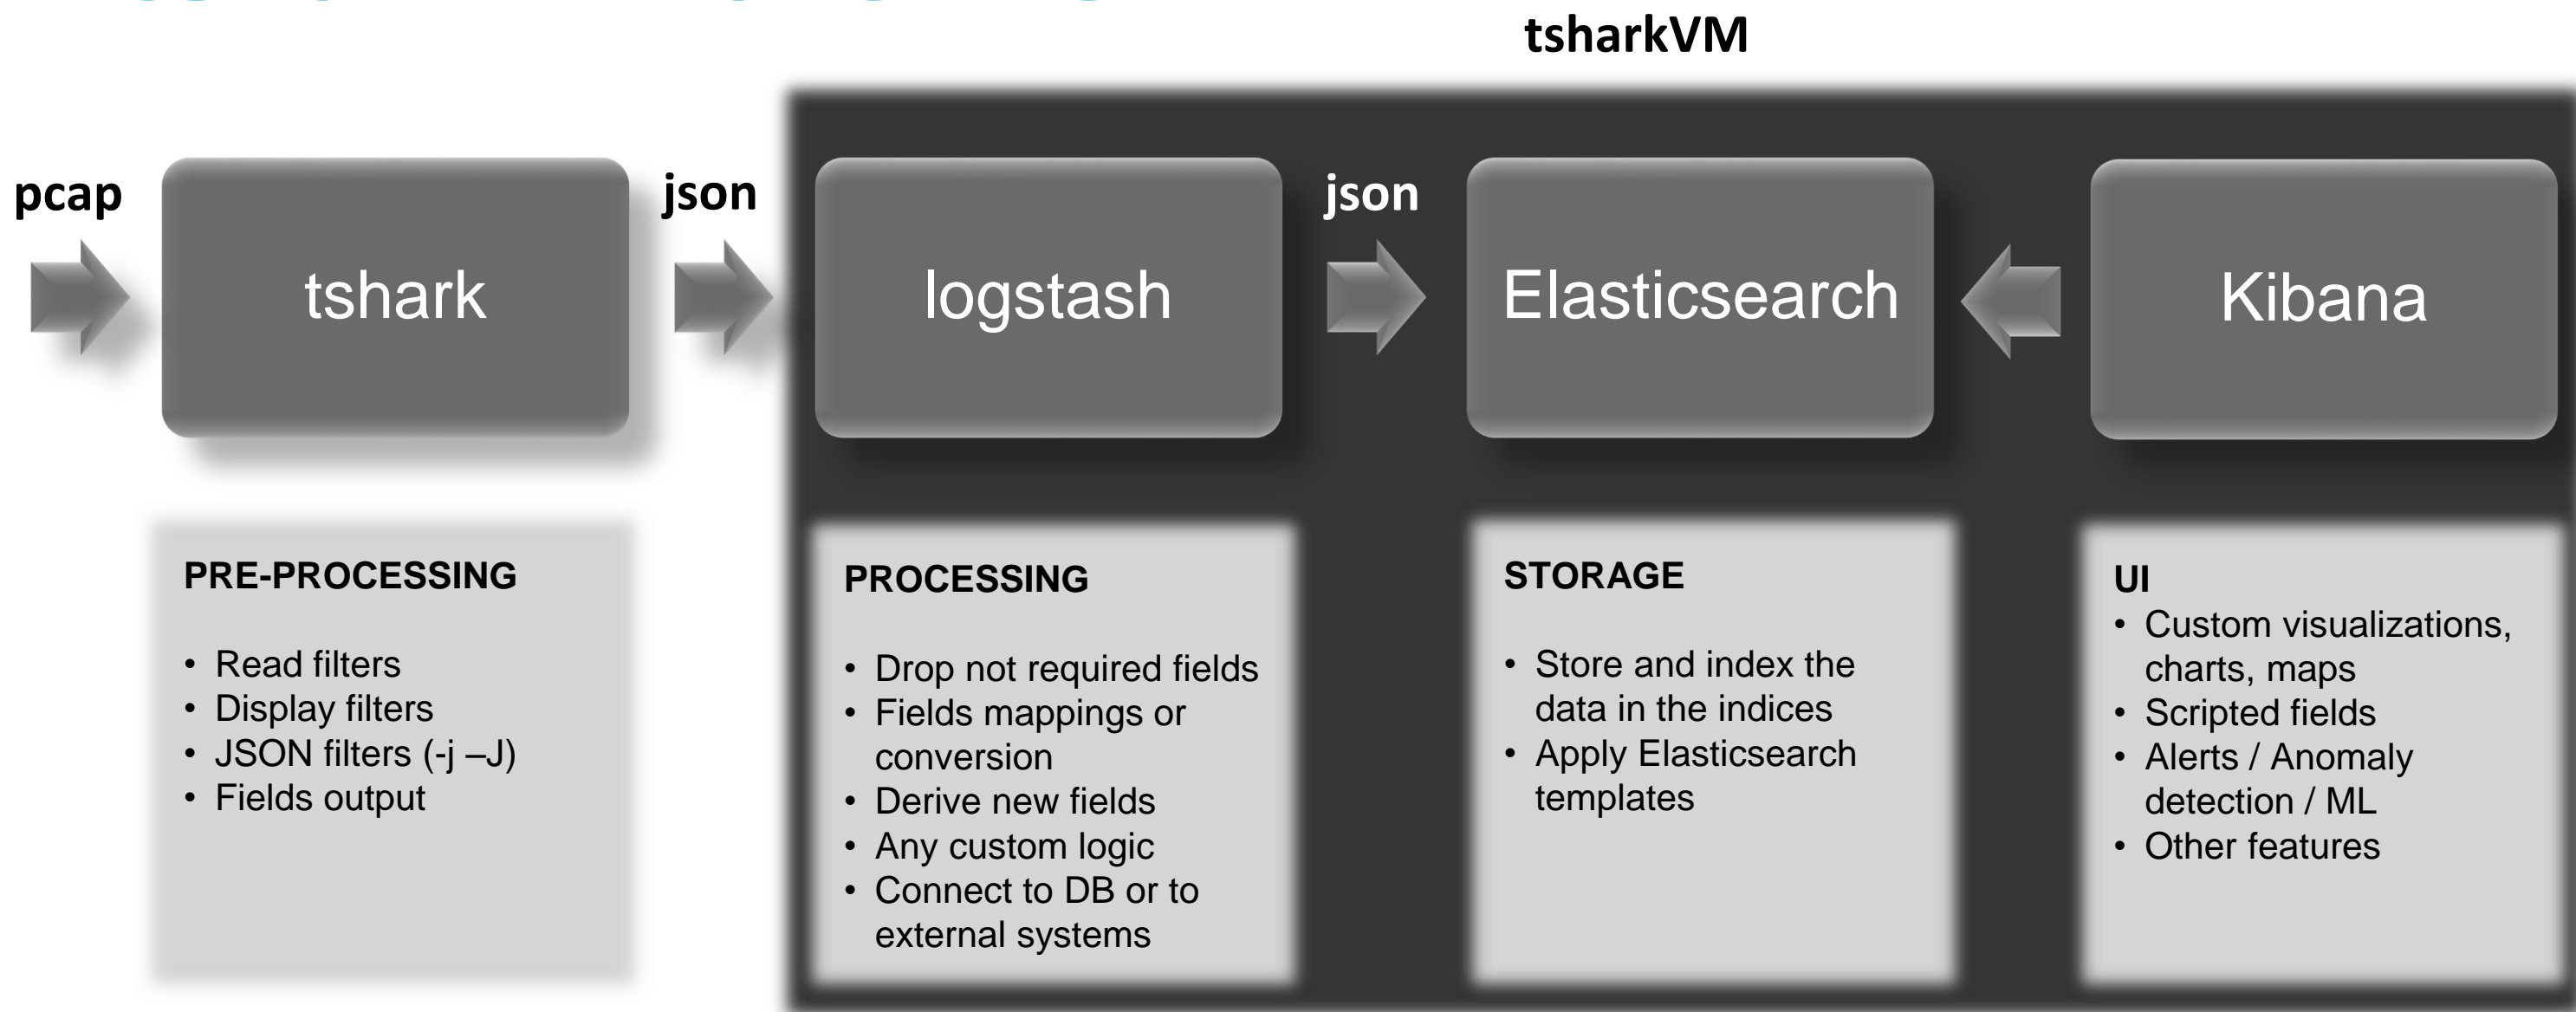 tsharkVM
pcap
tshark
json
logstash
json
Elasticsearch
Kibana
PRE-PROCESSING
• Read filters
• Display filters
• JSON filters (-j –J)
• Fields output
PROCESSING
• Drop not required fields
• Fields mappings or
conversion
• Derive new fields
• Any custom logic
• Connect to DB or to
external systems
STORAGE
• Store and index the
data in the indices
• Apply Elasticsearch
templates
UI
• Custom visualizations,
charts, maps
• Scripted fields
• Alerts / Anomaly
detection / ML
• Other features